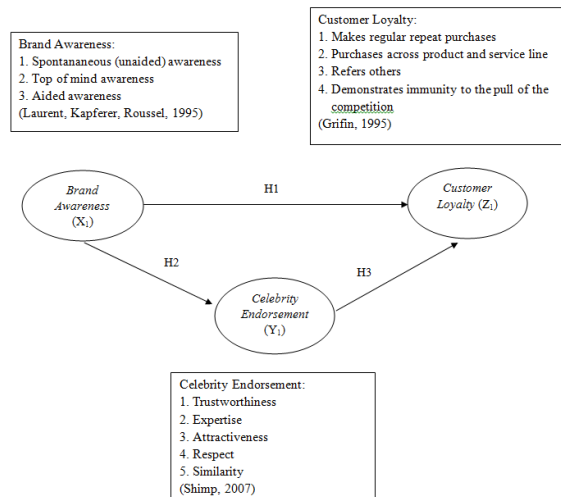 Brand Awareness:
1. Spontananeous (unaided) awareness
2. Top of mind awareness
3. Aided awareness
(Laurent, Kapferer, Roussel, 1995)
Customer Loyalty:
1. Makes regular repeat purchases
2. Purchases across product and service line
3. Refers others
4. Demonstrates immunity to the pull of the
competition
(Grifin, 1995)
Brand
Awareness
(X₁)
H1
Customer
Loyalty (Z₁)
H2
H3
Celebrity
Endorsement
(Y₁)
Celebrity Endorsement:
1. Trustworthiness
2. Expertise
3. Attractiveness
4. Respect
5. Similarity
(Shimp, 2007)